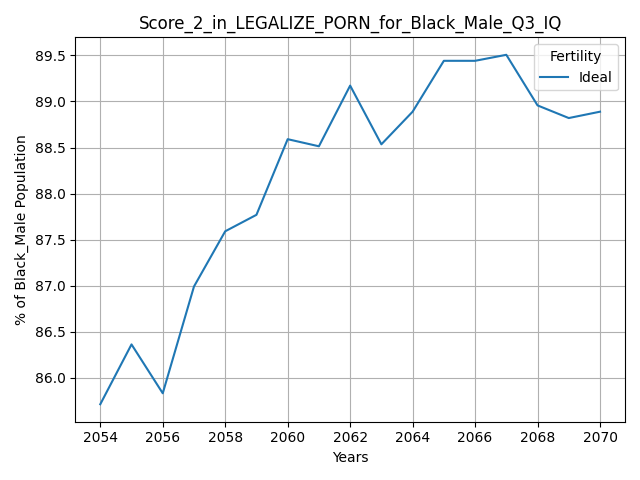 Score_2_in_LEGALIZE_PORN_for_Black_Male_Q3_IQ
% of Black_Male Population
89.5
89.0
88.5
88.0
87.5
87.0
86.5
86.0
Fertility
Ideal
2054 2056 2058 2060 2062 2064 2066 2068 2070
Years